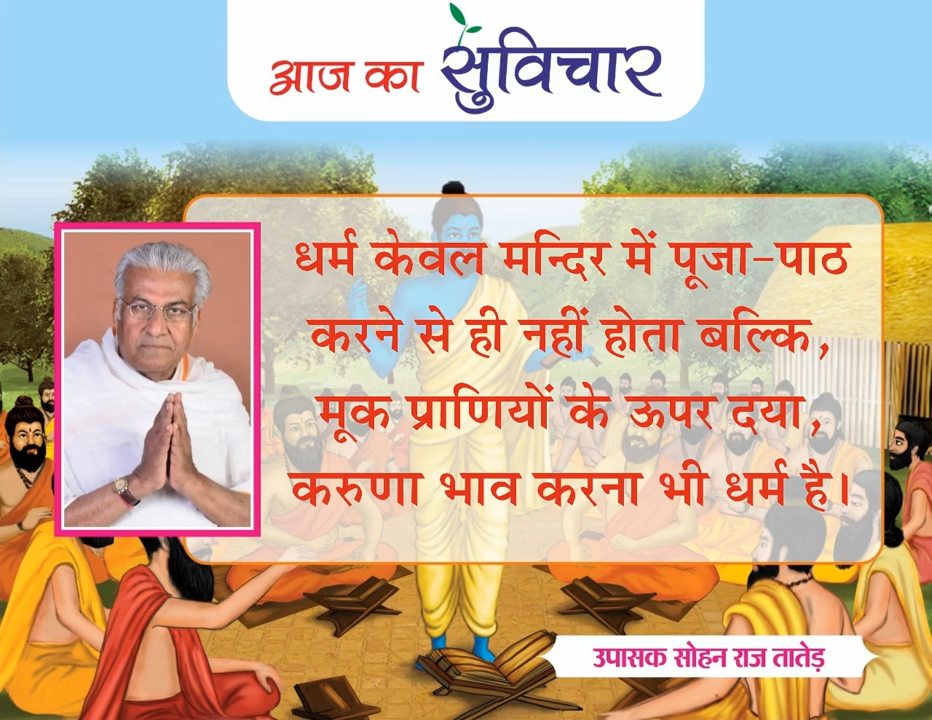 आज का सुविचार
धर्म केवल मन्दिर में पूजा-पाठ
करने से ही नहीं होता बल्कि,
मूक प्राणियों के ऊपर दया,
करुणा भाव करना भी धर्म है।
उपासक सोहन राज तातेड़